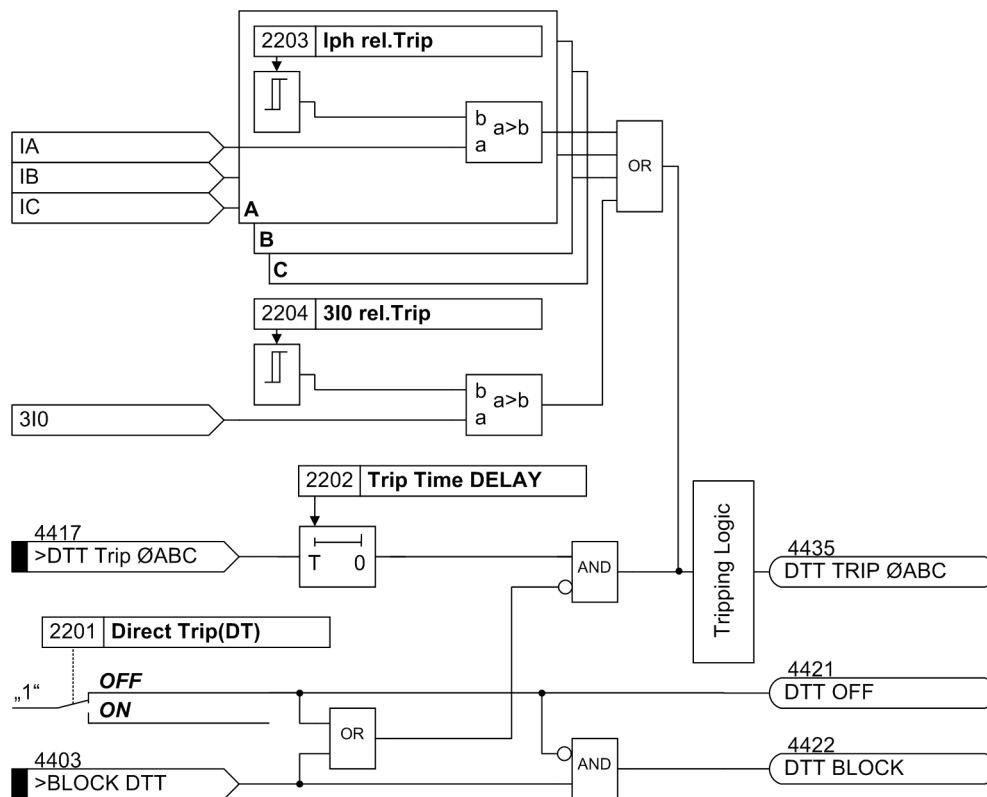 2203 Iph rel.Trip
b
a>b
a
IA
IB
IC
OR
A
B
C
2204 3I0 rel.Trip
b
a>b
a
3I0
2202 Trip Time DELAY
4417
>DTT Trip ØABC
T 0
AND
Tripping Logic
4435
DTT TRIP ØABC
2201 Direct Trip(DT)
„1“
OFF
ON
OR
4421
DTT OFF
4403
>BLOCK DTT
AND
4422
DTT BLOCK